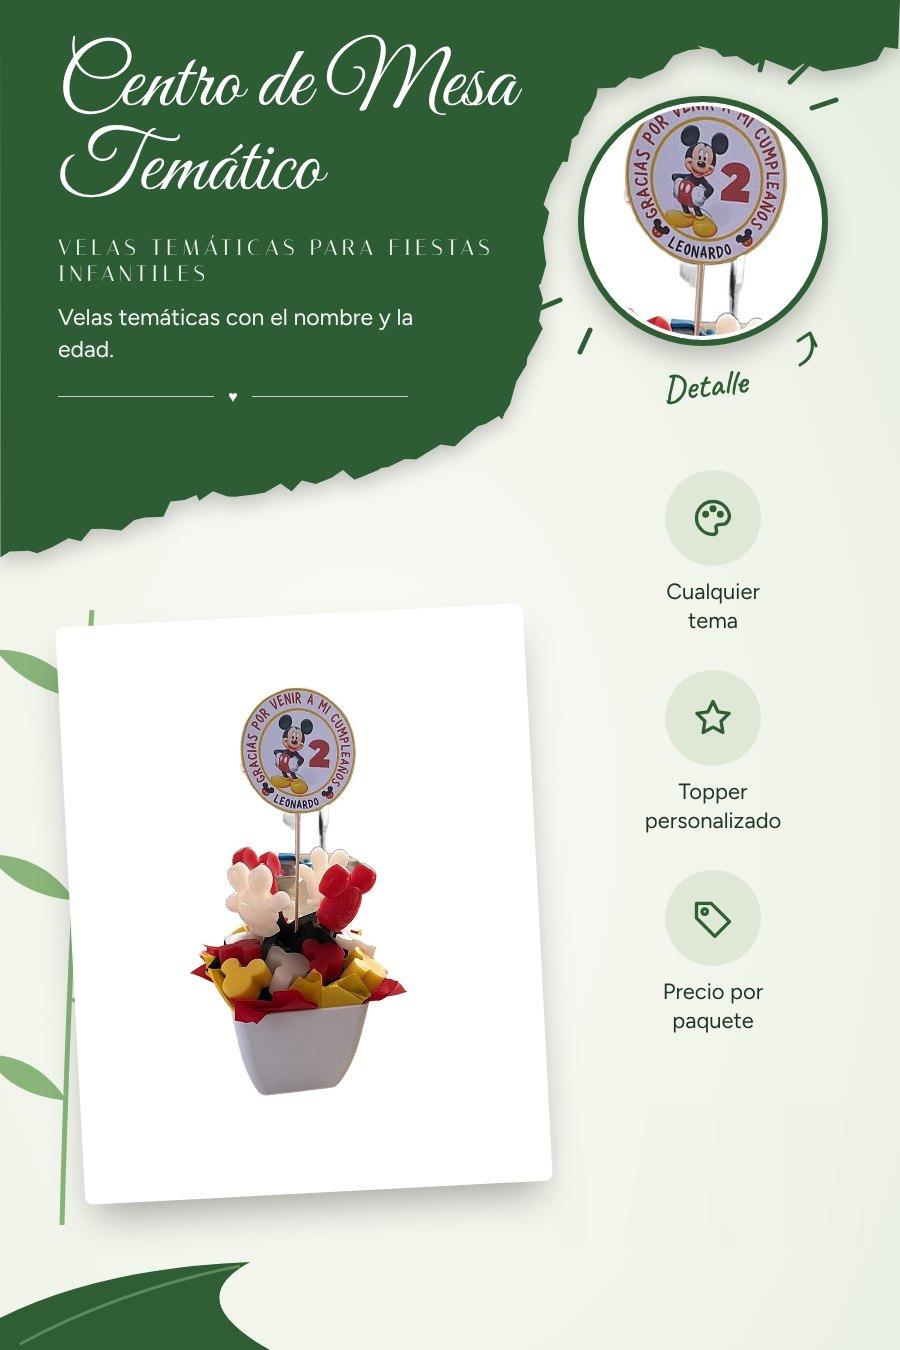 Centro de Mesa
Temático
VELAS TEMÁTICAS PARA FIESTAS
INFANTILES
Velas temáticas con el nombre y la
edad.
GRACIAS POR VENIR A MI CUMPLEAÑOS
2
LEONARDO
Detalle
Cualquier
tema
Topper
personalizado
Precio por
paquete
GRACIAS POR VENIR A MI CUMPLEAÑOS
2
LEONARDO